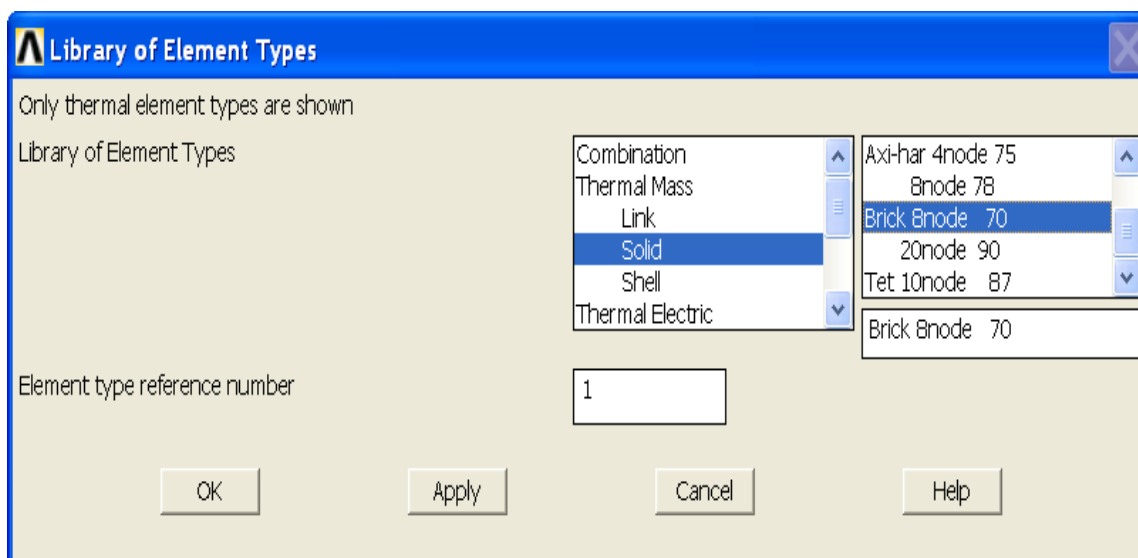 Library of Element Types
Only thermal element types are shown
Library of Element Types
Combination
Thermal Mass
Link
Solid
Shell
Thermal Electric
Axi-har 4node 75
8node 78
Brick 8node 70
20node 90
Tet 10node 87
Brick 8node 70
Element type reference number
1
OK
Apply
Cancel
Help